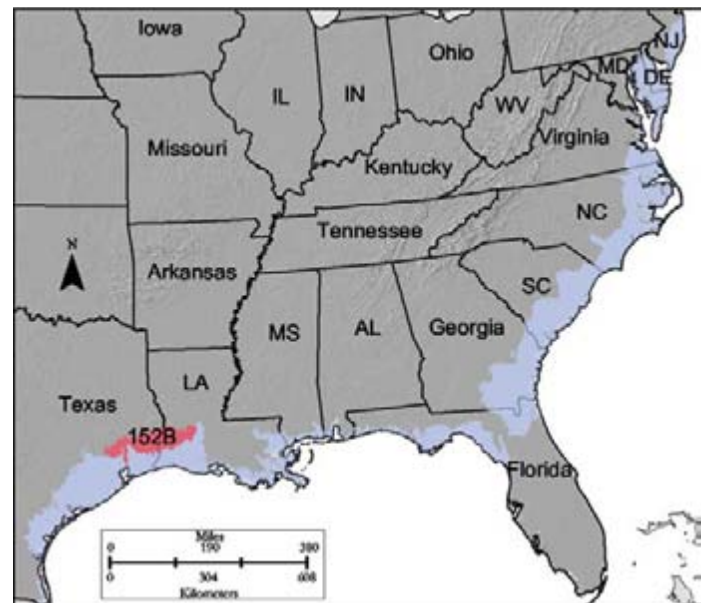 Iowa
Ohio
NJ
MD
DE
IL
IN
WV
Virginia
Missouri
Kentucky
NC
Tennessee
N
Arkansas
SC
MS
AL
Georgia
LA
Texas
152B
Florida
Miles
0 190 380
0 304 608
Kilometers